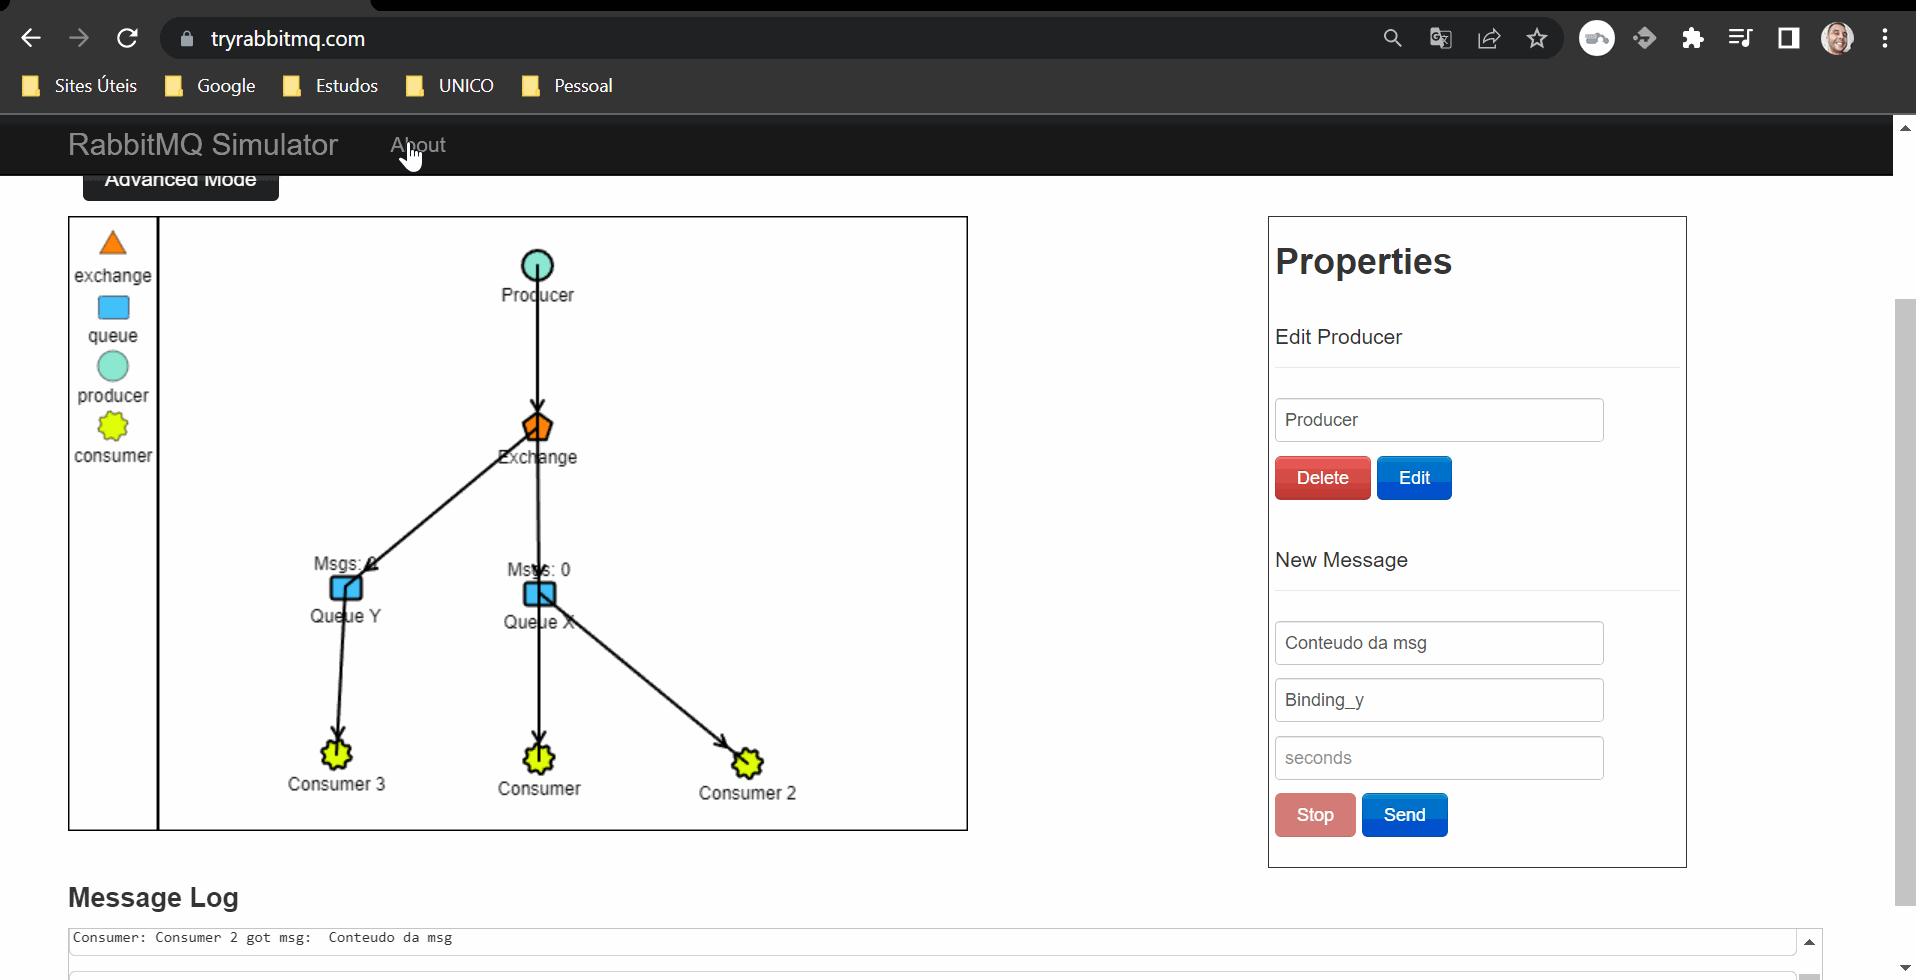 tryrabbitmq.com
Sites Úteis Google Estudos UNICO Pessoal
RabbitMQ Simulator About
Advanced Mode
exchange
queue
producer
consumer
Producer
Exchange
Msgs: 0
Queue Y
Msgs: 0
Queue X
Consumer 3
Consumer
Consumer 2
Properties
Edit Producer
Producer
Delete Edit
New Message
Conteudo da msg
Binding_y
seconds
Stop Send
Message Log
Consumer: Consumer 2 got msg: Conteudo da msg